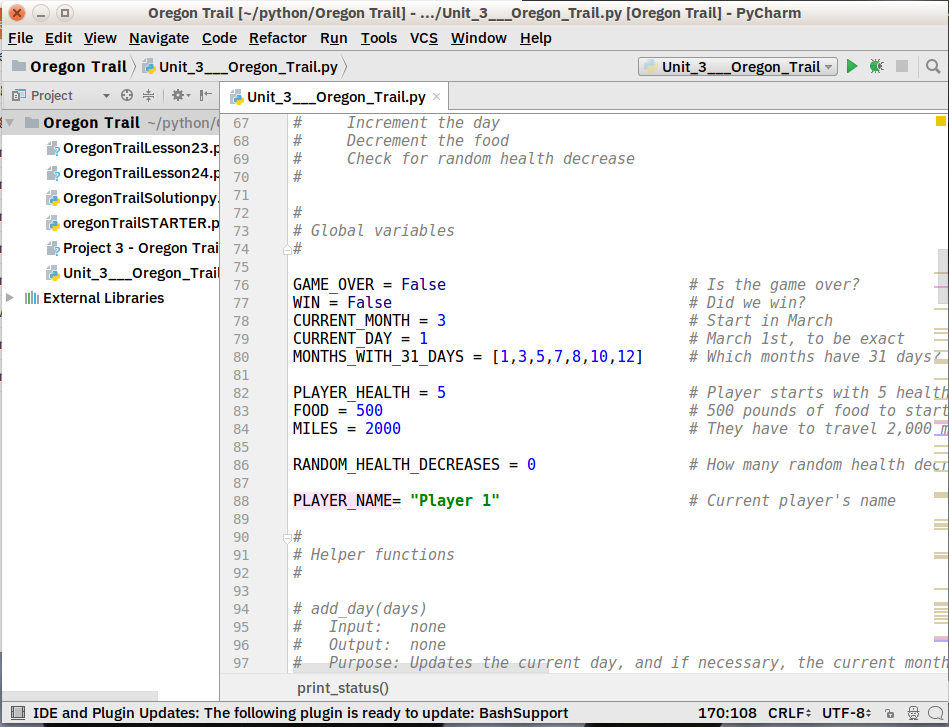 Oregon Trail [~/python/Oregon Trail] - .../Unit_3___Oregon_Trail.py [Oregon Trail] - PyCharm
File Edit View Navigate Code Refactor Run Tools VCS Window Help
Oregon Trail Unit_3___Oregon_Trail.py Unit_3___Oregon_Trail
Project Unit_3___Oregon_Trail.py
Oregon Trail ~/python/
OregonTrailLesson23.p
OregonTrailLesson24.p
OregonTrailSolutionpy.
oregonTrailSTARTER.p
Project 3 - Oregon Trai
Unit_3___Oregon_Trail
External Libraries
67 # Increment the day
68 # Decrement the food
69 # Check for random health decrease
70 #
71
72 #
73 # Global variables
74 #
75
76 GAME_OVER = False # Is the game over?
77 WIN = False # Did we win?
78 CURRENT_MONTH = 3 # Start in March
79 CURRENT_DAY = 1 # March 1st, to be exact
80 MONTHS_WITH_31_DAYS = [1,3,5,7,8,10,12] # Which months have 31 days?
81
82 PLAYER_HEALTH = 5 # Player starts with 5 health
83 FOOD = 500 # 500 pounds of food to start
84 MILES = 2000 # They have to travel 2,000 m
85
86 RANDOM_HEALTH_DECREASES = 0 # How many random health decr
87
88 PLAYER_NAME= "Player 1" # Current player's name
89
90 #
91 # Helper functions
92 #
93
94 # add_day(days)
95 # Input: none
96 # Output: none
97 # Purpose: Updates the current day, and if necessary, the current month
print_status()
IDE and Plugin Updates: The following plugin is ready to update: BashSupport 170:108 CRLF UTF-8